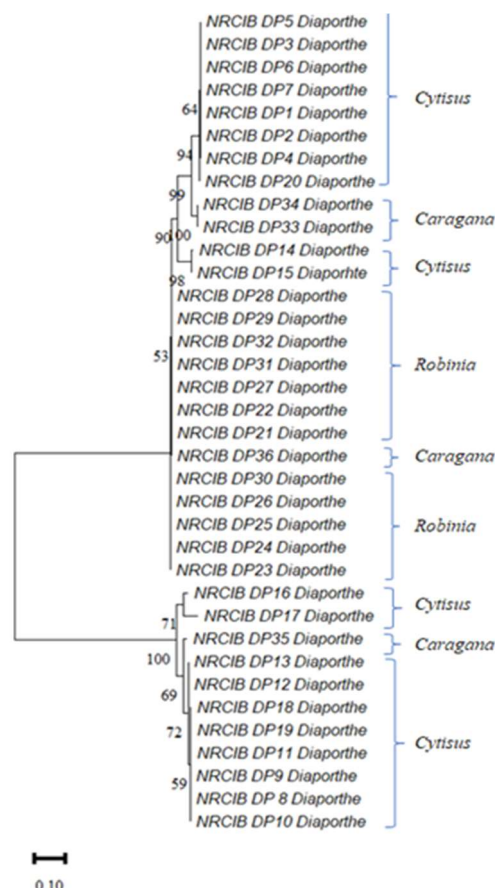 NRCIB DP5 Diaporthe
NRCIB DP3 Diaporthe
NRCIB DP6 Diaporthe
NRCIB DP7 Diaporthe
64
NRCIB DP1 Diaporthe
Cytisus
NRCIB DP2 Diaporthe
NRCIB DP4 Diaporthe
94
NRCIB DP20 Diaporthe
99
NRCIB DP34 Diaporthe
Caragana
NRCIB DP33 Diaporthe
90
100
NRCIB DP14 Diaporthe
Cytisus
NRCIB DP15 Diaporhte
98
NRCIB DP28 Diaporthe
NRCIB DP29 Diaporthe
NRCIB DP32 Diaporthe
53
NRCIB DP31 Diaporthe
Robinia
NRCIB DP27 Diaporthe
NRCIB DP22 Diaporthe
NRCIB DP21 Diaporthe
NRCIB DP36 Diaporthe
Caragana
NRCIB DP30 Diaporthe
NRCIB DP26 Diaporthe
NRCIB DP25 Diaporthe
Robinia
NRCIB DP24 Diaporthe
NRCIB DP23 Diaporthe
NRCIB DP16 Diaporthe
Cytisus
71
NRCIB DP17 Diaporthe
NRCIB DP35 Diaporthe
Caragana
100
NRCIB DP13 Diaporthe
NRCIB DP12 Diaporthe
69
NRCIB DP18 Diaporthe
72
NRCIB DP19 Diaporthe
Cytisus
NRCIB DP11 Diaporthe
NRCIB DP9 Diaporthe
59
NRCIB DP 8 Diaporthe
NRCIB DP10 Diaporthe
0.10